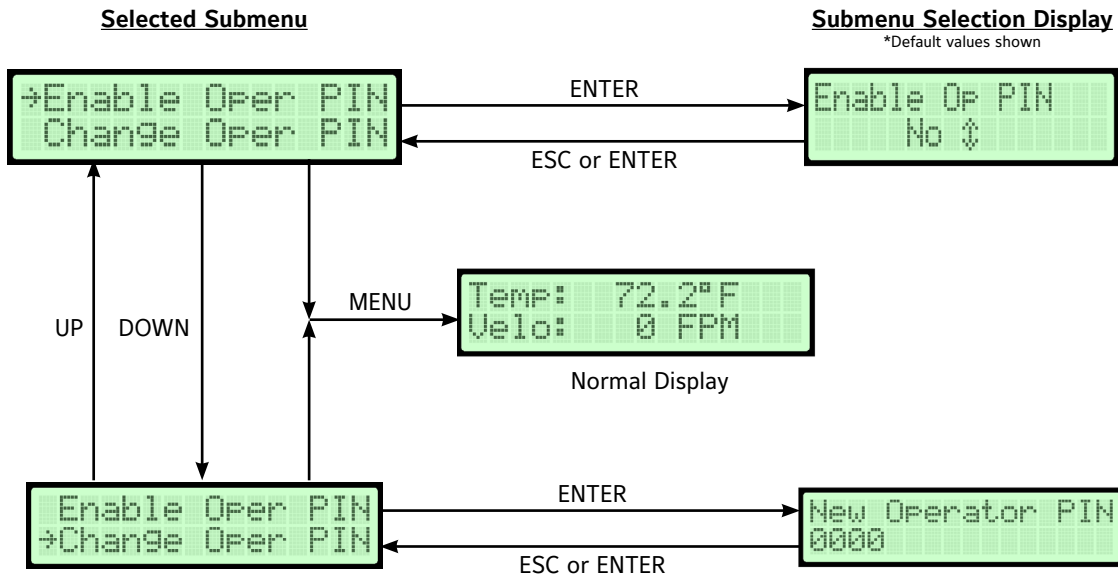 Selected Submenu
Submenu Selection Display
*Default values shown
→Enable Oper PIN
Change Oper PIN
ENTER
ESC or ENTER
Enable Op PIN
No ↕
UP
DOWN
MENU
Temp: 72.2°F
Velo: 0 FPM
Normal Display
Enable Oper PIN
→Change Oper PIN
ENTER
ESC or ENTER
New Operator PIN
0000